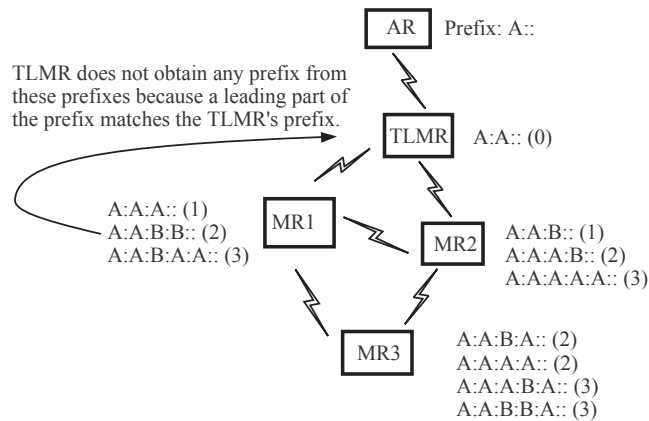 AR Prefix: A::
TLMR does not obtain any prefix from
these prefixes because a leading part of
the prefix matches the TLMR's prefix.
TLMR A:A:: (0)
A:A:A:: (1)
A:A:B:B:: (2)
A:A:B:A:A:: (3)
MR1
MR2
A:A:B:: (1)
A:A:A:B:: (2)
A:A:A:A:A:: (3)
MR3
A:A:B:A:: (2)
A:A:A:A:: (2)
A:A:A:B:A:: (3)
A:A:B:B:A:: (3)